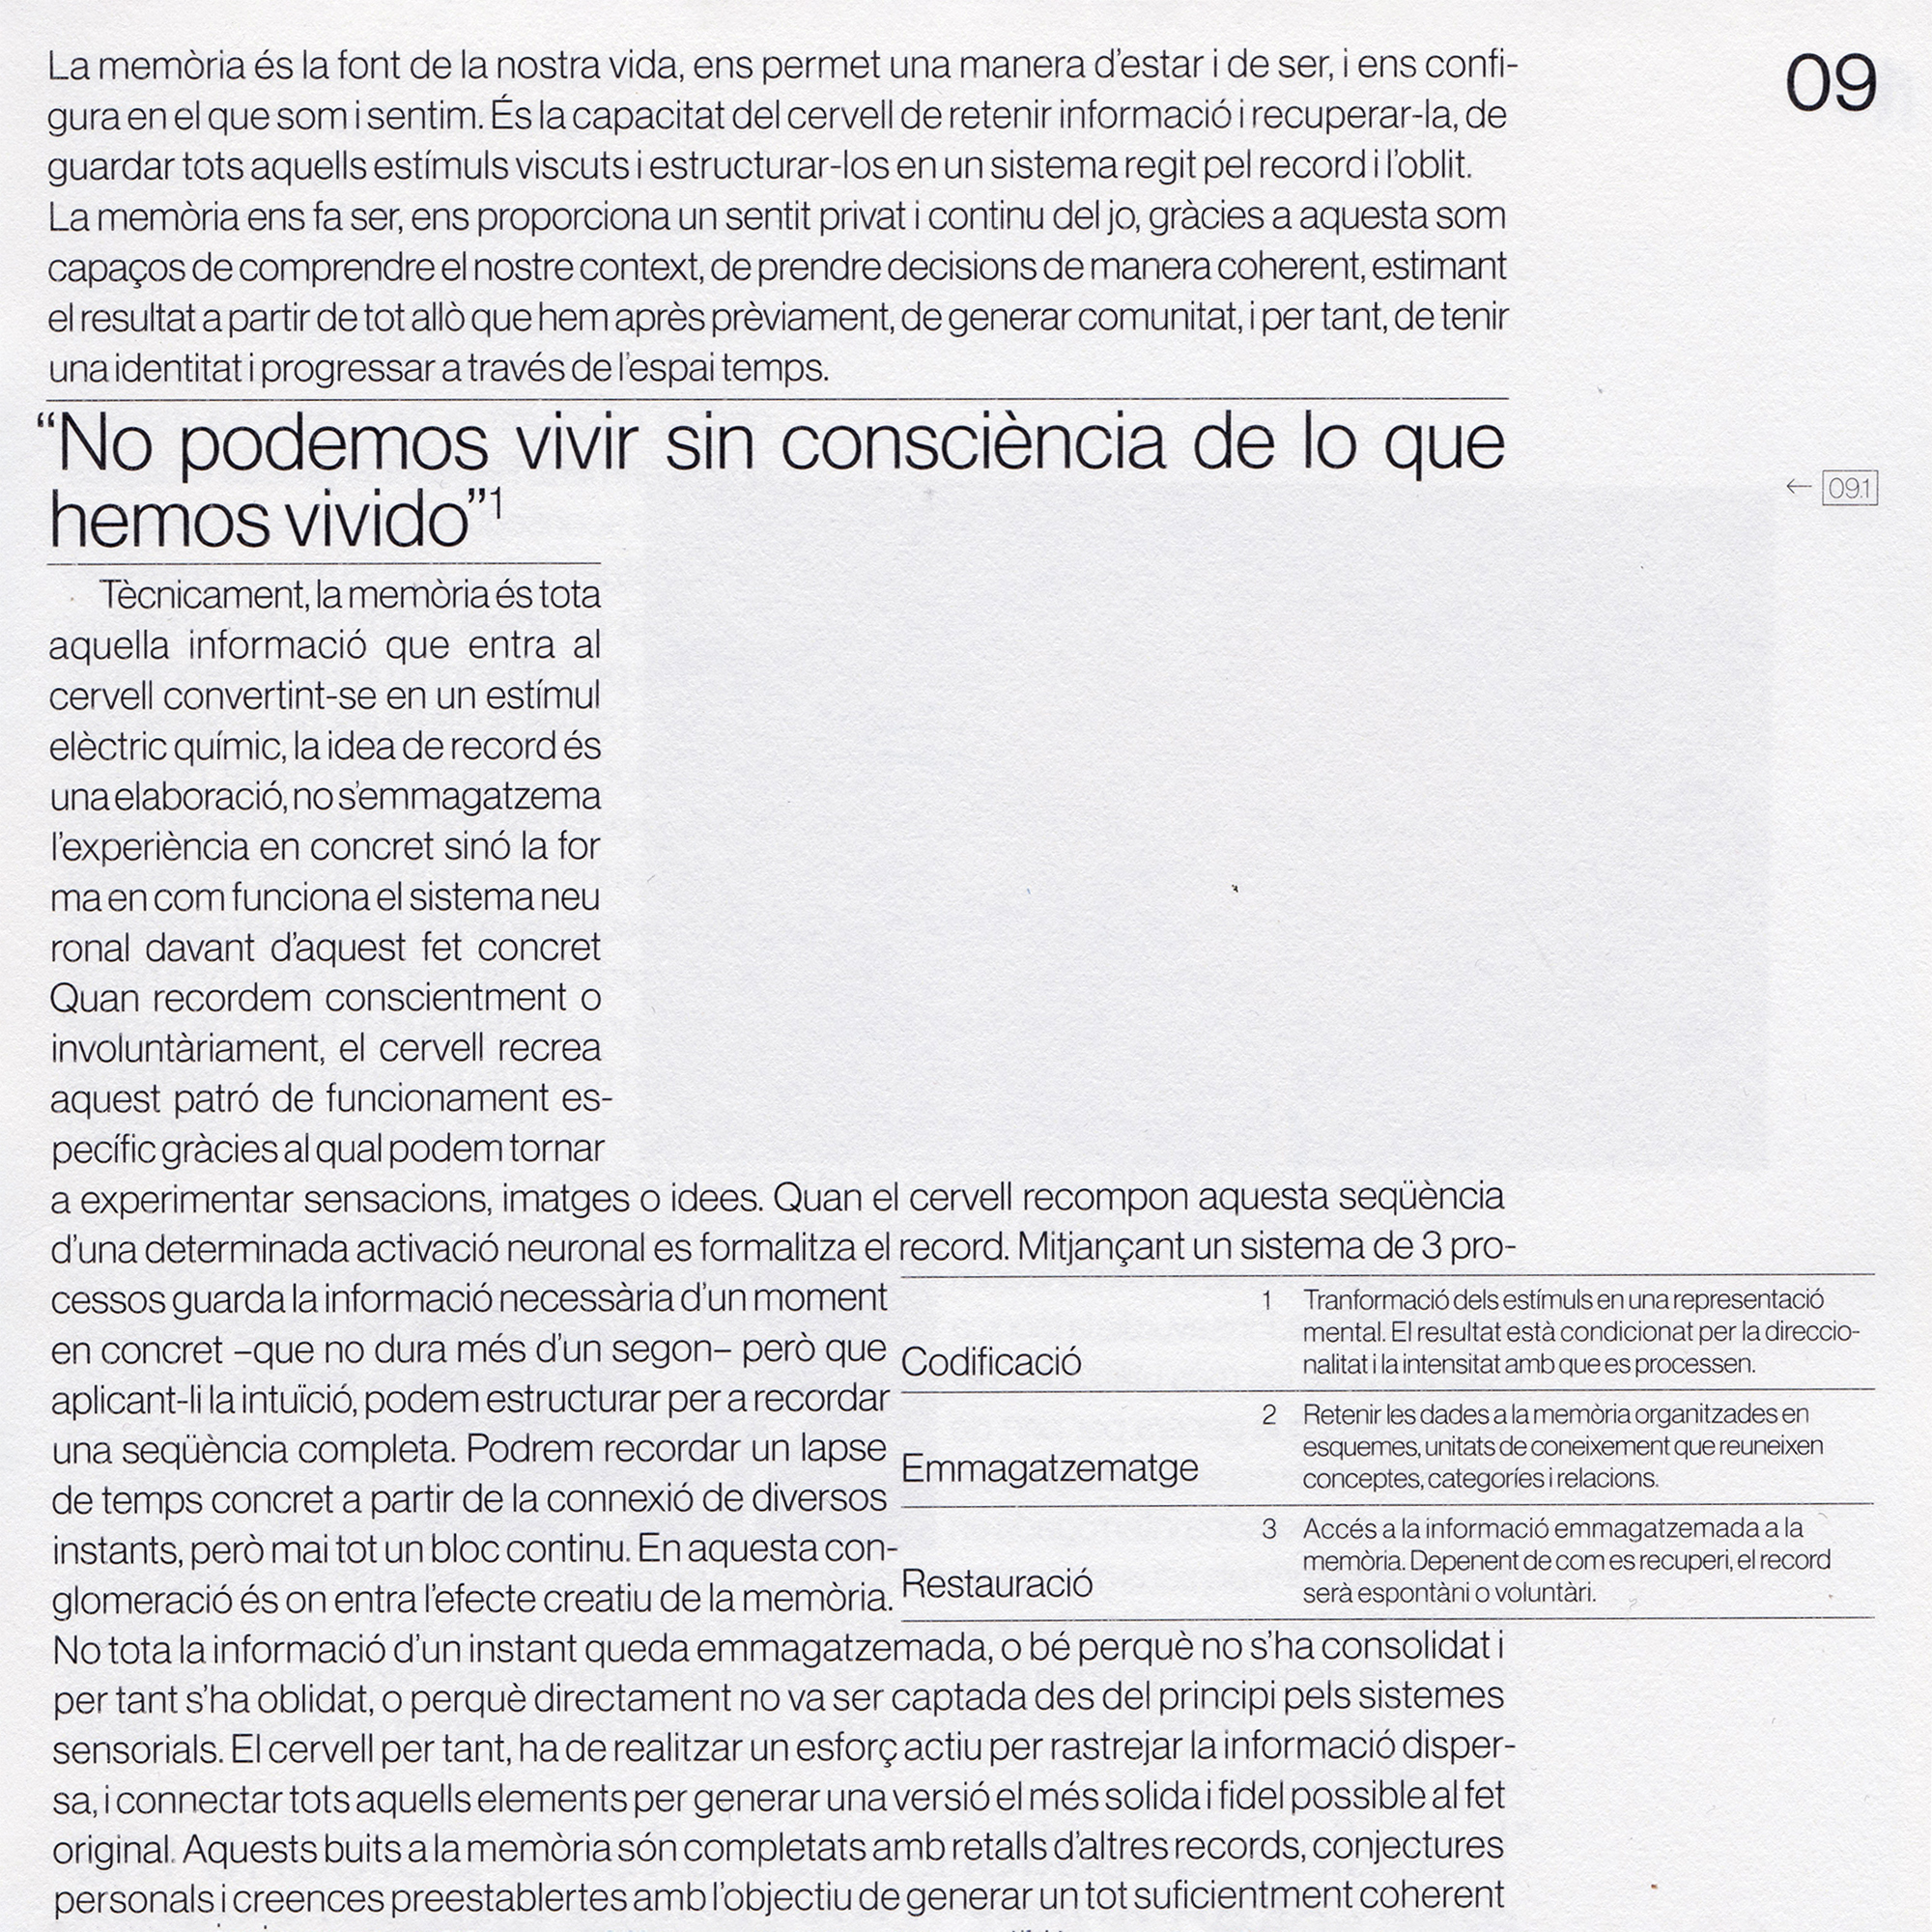 La memòria és la font de la nostra vida, ens permet una manera d'estar i de ser, i ens confi-
gura en el que som i sentim. És la capacitat del cervell de retenir informació i recuperar-la, de
guardar tots aquells estímuls viscuts i estructurar-los en un sistema regit pel record i l'oblit.
La memòria ens fa ser, ens proporciona un sentit privat i continu del jo, gràcies a aquesta som
capaços de comprendre el nostre context, de prendre decisions de manera coherent, estimant
el resultat a partir de tot allò que hem après prèviament, de generar comunitat, i per tant, de tenir
una identitat i progressar a través de l'espai temps.
09
“No podemos vivir sin consciència de lo que
hemos vivido”1
← 09.1
Tècnicament, la memòria és tota
aquella informació que entra al
cervell convertint-se en un estímul
elèctric químic, la idea de record és
una elaboració, no s'emmagatzema
l'experiència en concret sinó la for
ma en com funciona el sistema neu
ronal davant d'aquest fet concret
Quan recordem conscientment o
involuntàriament, el cervell recrea
aquest patró de funcionament es-
pecífic gràcies al qual podem tornar
a experimentar sensacions, imatges o idees. Quan el cervell recompon aquesta seqüència
d'una determinada activació neuronal es formalitza el record. Mitjançant un sistema de 3 pro-
cessos guarda la informació necessària d'un moment
en concret –que no dura més d'un segon– però que
aplicant-li la intuïció, podem estructurar per a recordar
una seqüència completa. Podrem recordar un lapse
de temps concret a partir de la connexió de diversos
instants, però mai tot un bloc continu. En aquesta con-
glomeració és on entra l'efecte creatiu de la memòria.
Codificació
1 Tranformació dels estímuls en una representació
mental. El resultat està condicionat per la direccio-
nalitat i la intensitat amb que es processen.
Emmagatzematge
2 Retenir les dades a la memòria organitzades en
esquemes, unitats de coneixement que reuneixen
conceptes, categoríes i relacions.
Restauració
3 Accés a la informació emmagatzemada a la
memòria. Depenent de com es recuperi, el record
serà espontàni o voluntàri.
No tota la informació d'un instant queda emmagatzemada, o bé perquè no s'ha consolidat i
per tant s'ha oblidat, o perquè directament no va ser captada des del principi pels sistemes
sensorials. El cervell per tant, ha de realitzar un esforç actiu per rastrejar la informació disper-
sa, i connectar tots aquells elements per generar una versió el més solida i fidel possible al fet
original. Aquests buits a la memòria són completats amb retalls d'altres records, conjectures
personals i creences preestablertes amb l'objectiu de generar un tot suficientment coherent